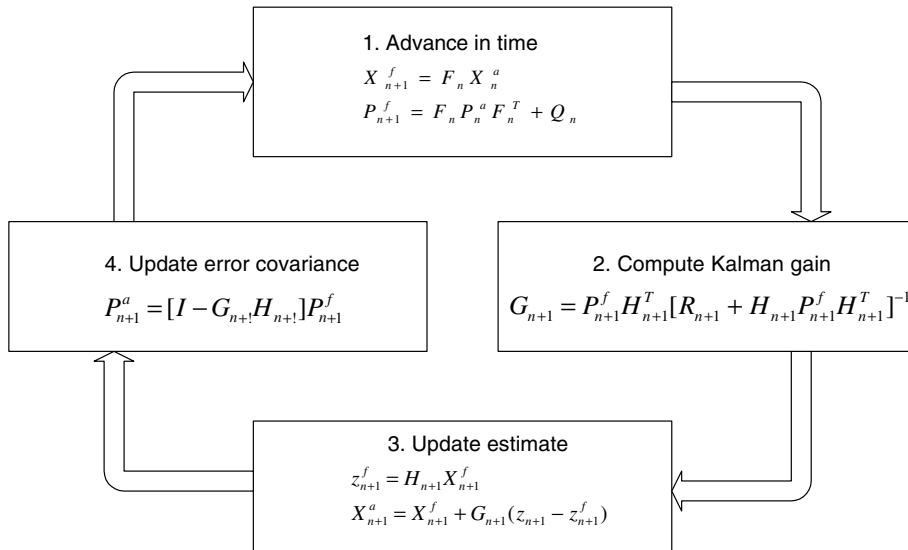 1. Advance in time
X^f_{n+1} = F_n X^a_n
P^f_{n+1} = F_n P^a_n F^T_n + Q_n
2. Compute Kalman gain
G_{n+1} = P^f_{n+1} H^T_{n+1} [R_{n+1} + H_{n+1} P^f_{n+1} H^T_{n+1}]^{-1}
3. Update estimate
z^f_{n+1} = H_{n+1} X^f_{n+1}
X^a_{n+1} = X^f_{n+1} + G_{n+1} (z_{n+1} − z^f_{n+1})
4. Update error covariance
P^a_{n+1} = [I − G_{n+!} H_{n+!}] P^f_{n+1}